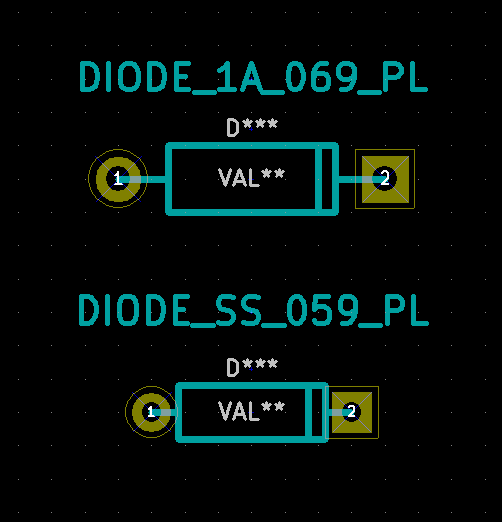 DIODE_1A_069_PL
D***
1 VAL** 2
DIODE_SS_059_PL
D***
1 VAL** 2